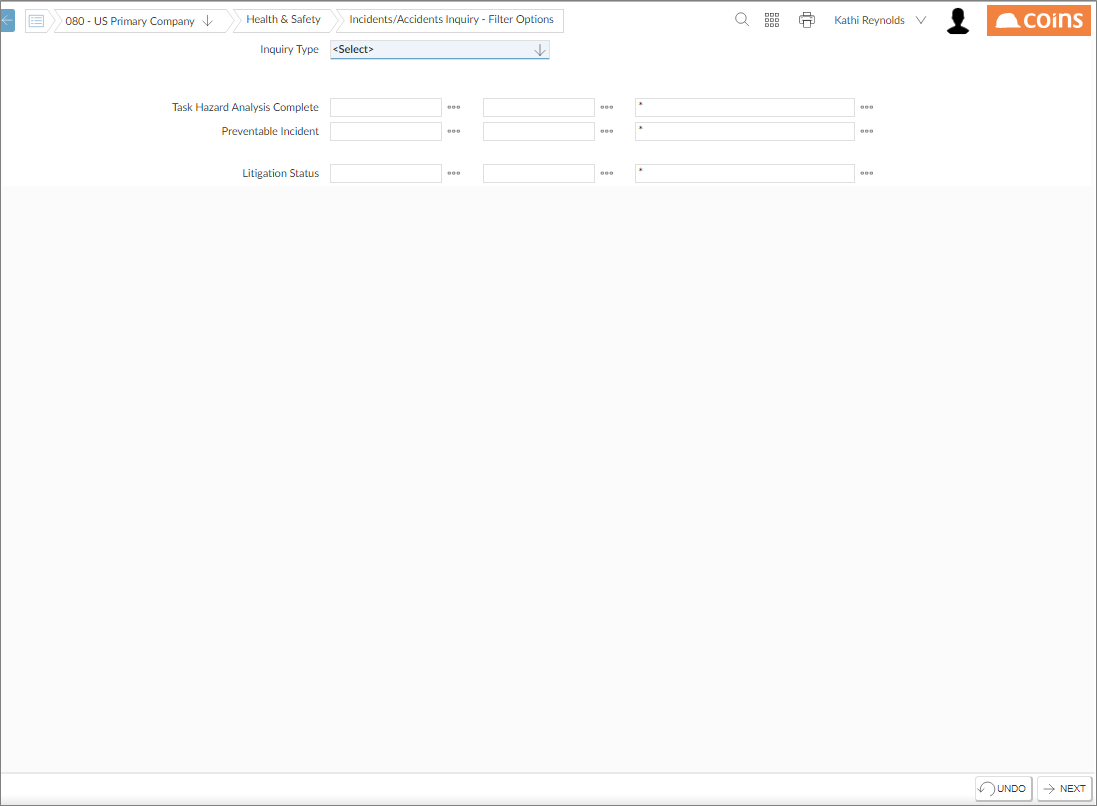 080 - US Primary Company
Health & Safety
Incidents/Accidents Inquiry - Filter Options
Kathi Reynolds
coins
Inquiry Type
<Select>
Task Hazard Analysis Complete
*
Preventable Incident
*
Litigation Status
*
UNDO
NEXT